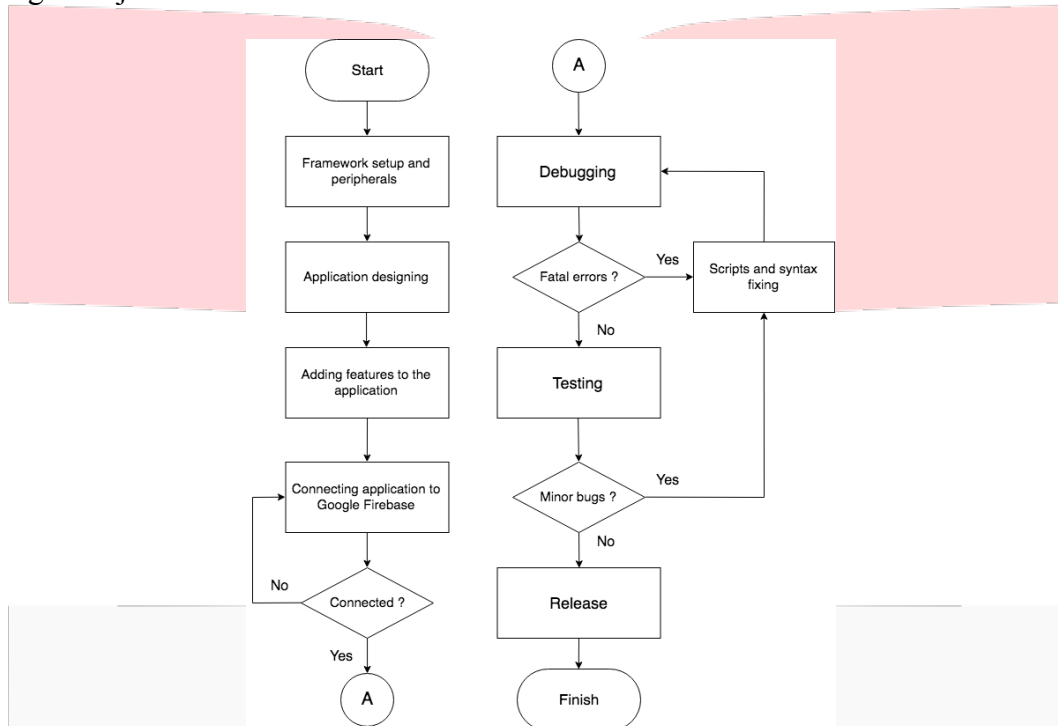 Start
Framework setup and
peripherals
Application designing
Adding features to the
application
Connecting application to
Google Firebase
No
Connected ?
Yes
A
A
Debugging
Fatal errors ?
Yes
Scripts and syntax
fixing
No
Testing
Minor bugs ?
Yes
No
Release
Finish